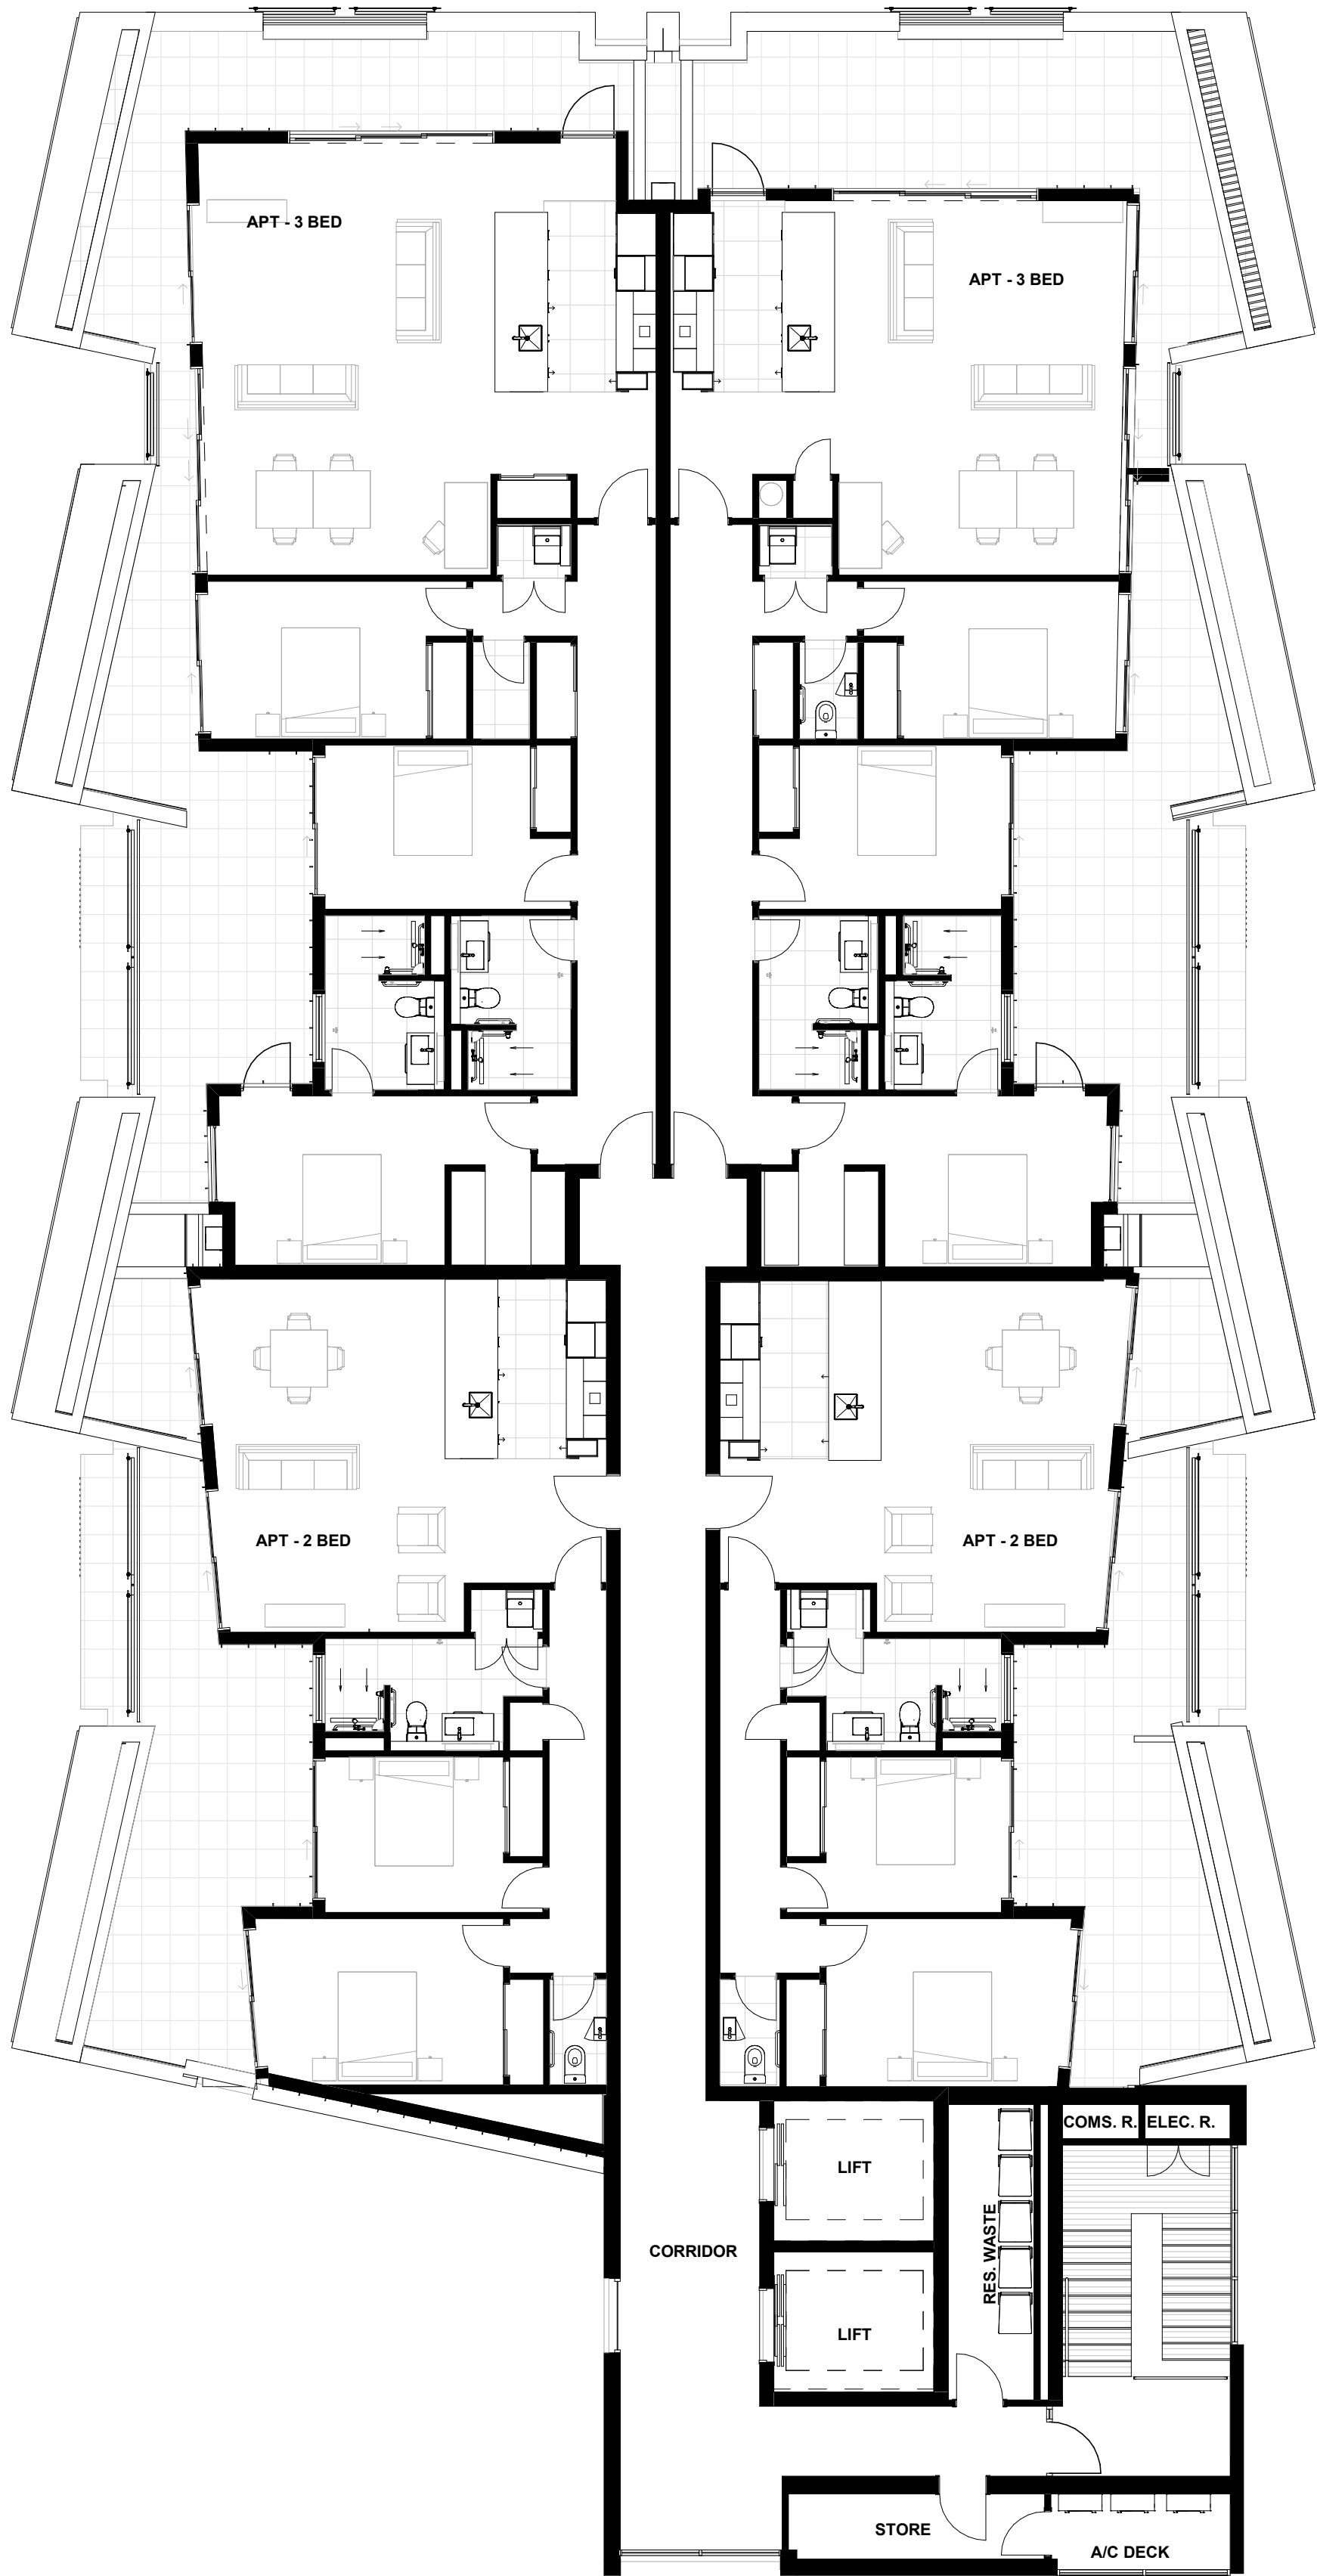 APT - 3 BED
APT - 3 BED
APT - 2 BED
APT - 2 BED
COMS. R.
ELEC. R.
LIFT
RES. WASTE
CORRIDOR
LIFT
STORE
A/C DECK